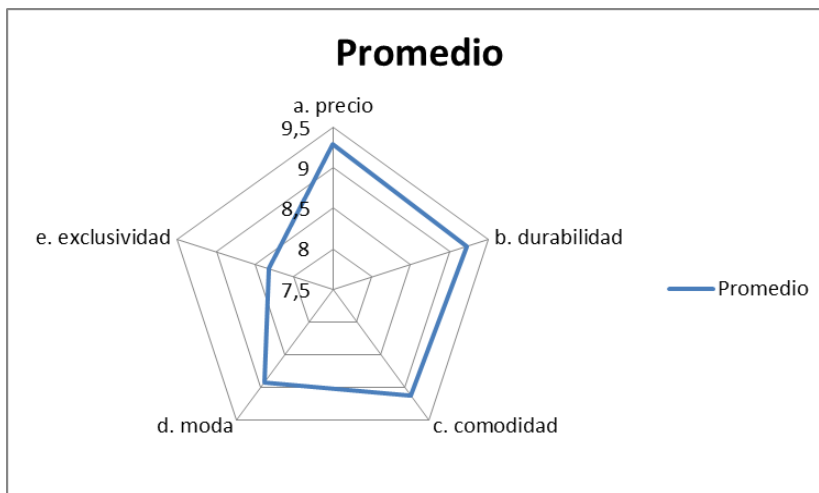 Promedio
a. precio
9,5
9
8,5
8
7,5
e. exclusividad
b. durabilidad
Promedio
d. moda
c. comodidad